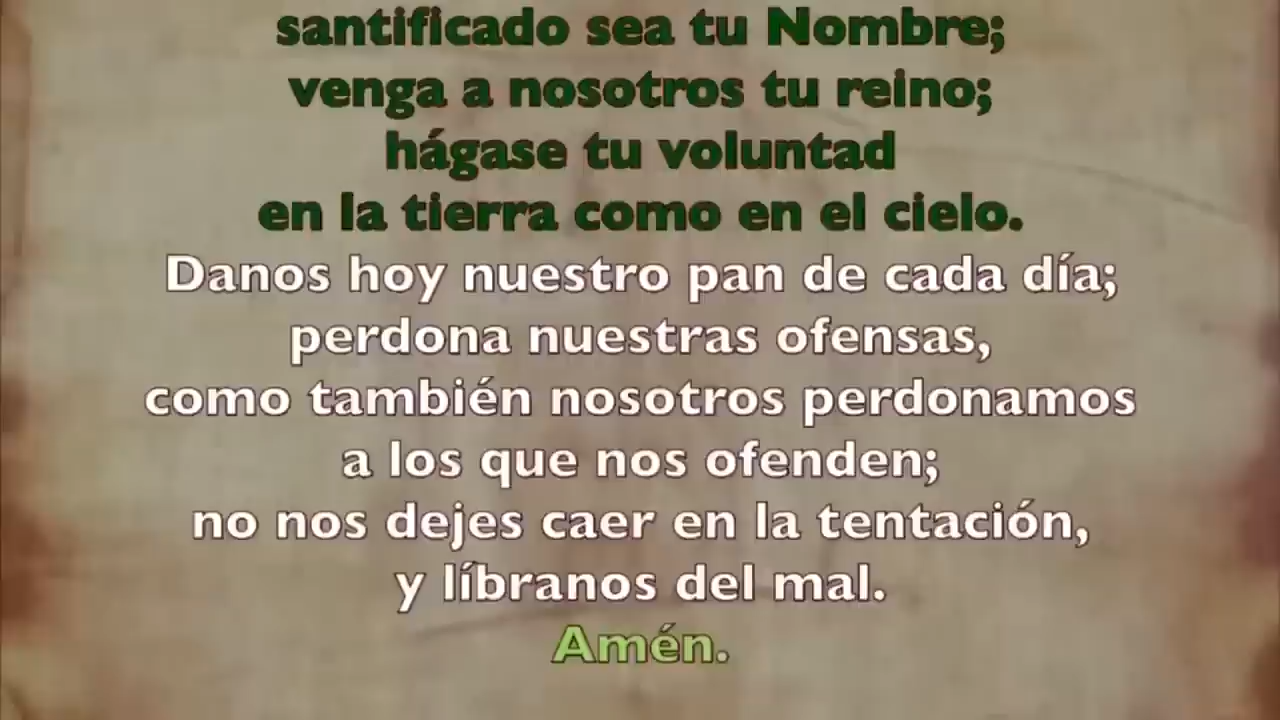 santificado sea tu Nombre;
venga a nosotros tu reino;
hágase tu voluntad
en la tierra como en el cielo.
Danos hoy nuestro pan de cada día;
perdona nuestras ofensas,
como también nosotros perdonamos
a los que nos ofenden;
no nos dejes caer en la tentación,
y líbranos del mal.
Amén.